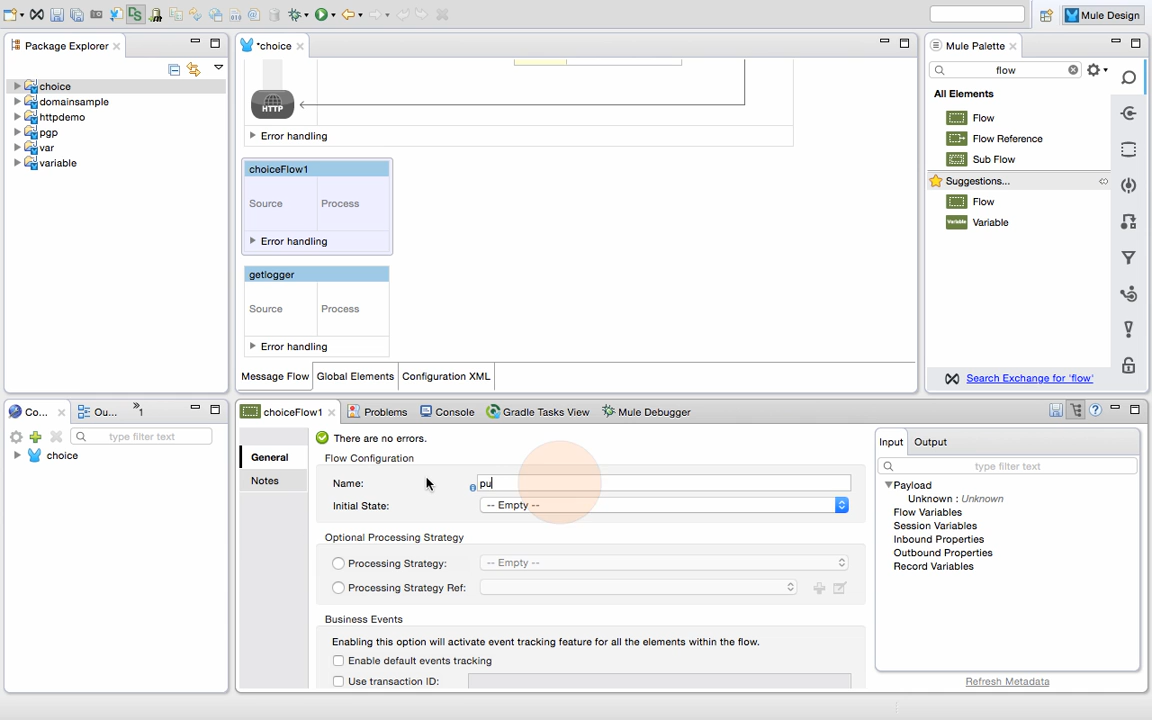 Mule Design
Package Explorer
choice
domainsample
httpdemo
pgp
var
variable
*choice
HTTP
Error handling
choiceFlow1
Source
Process
Error handling
getlogger
Source
Process
Error handling
Message Flow
Global Elements
Configuration XML
Mule Palette
flow
All Elements
Flow
Flow Reference
Sub Flow
Suggestions...
Flow
Variable
Variable
Search Exchange for 'flow'
Co...
Ou...
1
type filter text
choice
choiceFlow1
Problems
Console
Gradle Tasks View
Mule Debugger
General
Notes
There are no errors.
Flow Configuration
Name:
pu
Initial State:
-- Empty --
Optional Processing Strategy
Processing Strategy:
-- Empty --
Processing Strategy Ref:
Business Events
Enabling this option will activate event tracking feature for all the elements within the flow.
Enable default events tracking
Use transaction ID:
Input
Output
type filter text
Payload
Unknown : Unknown
Flow Variables
Session Variables
Inbound Properties
Outbound Properties
Record Variables
Refresh Metadata